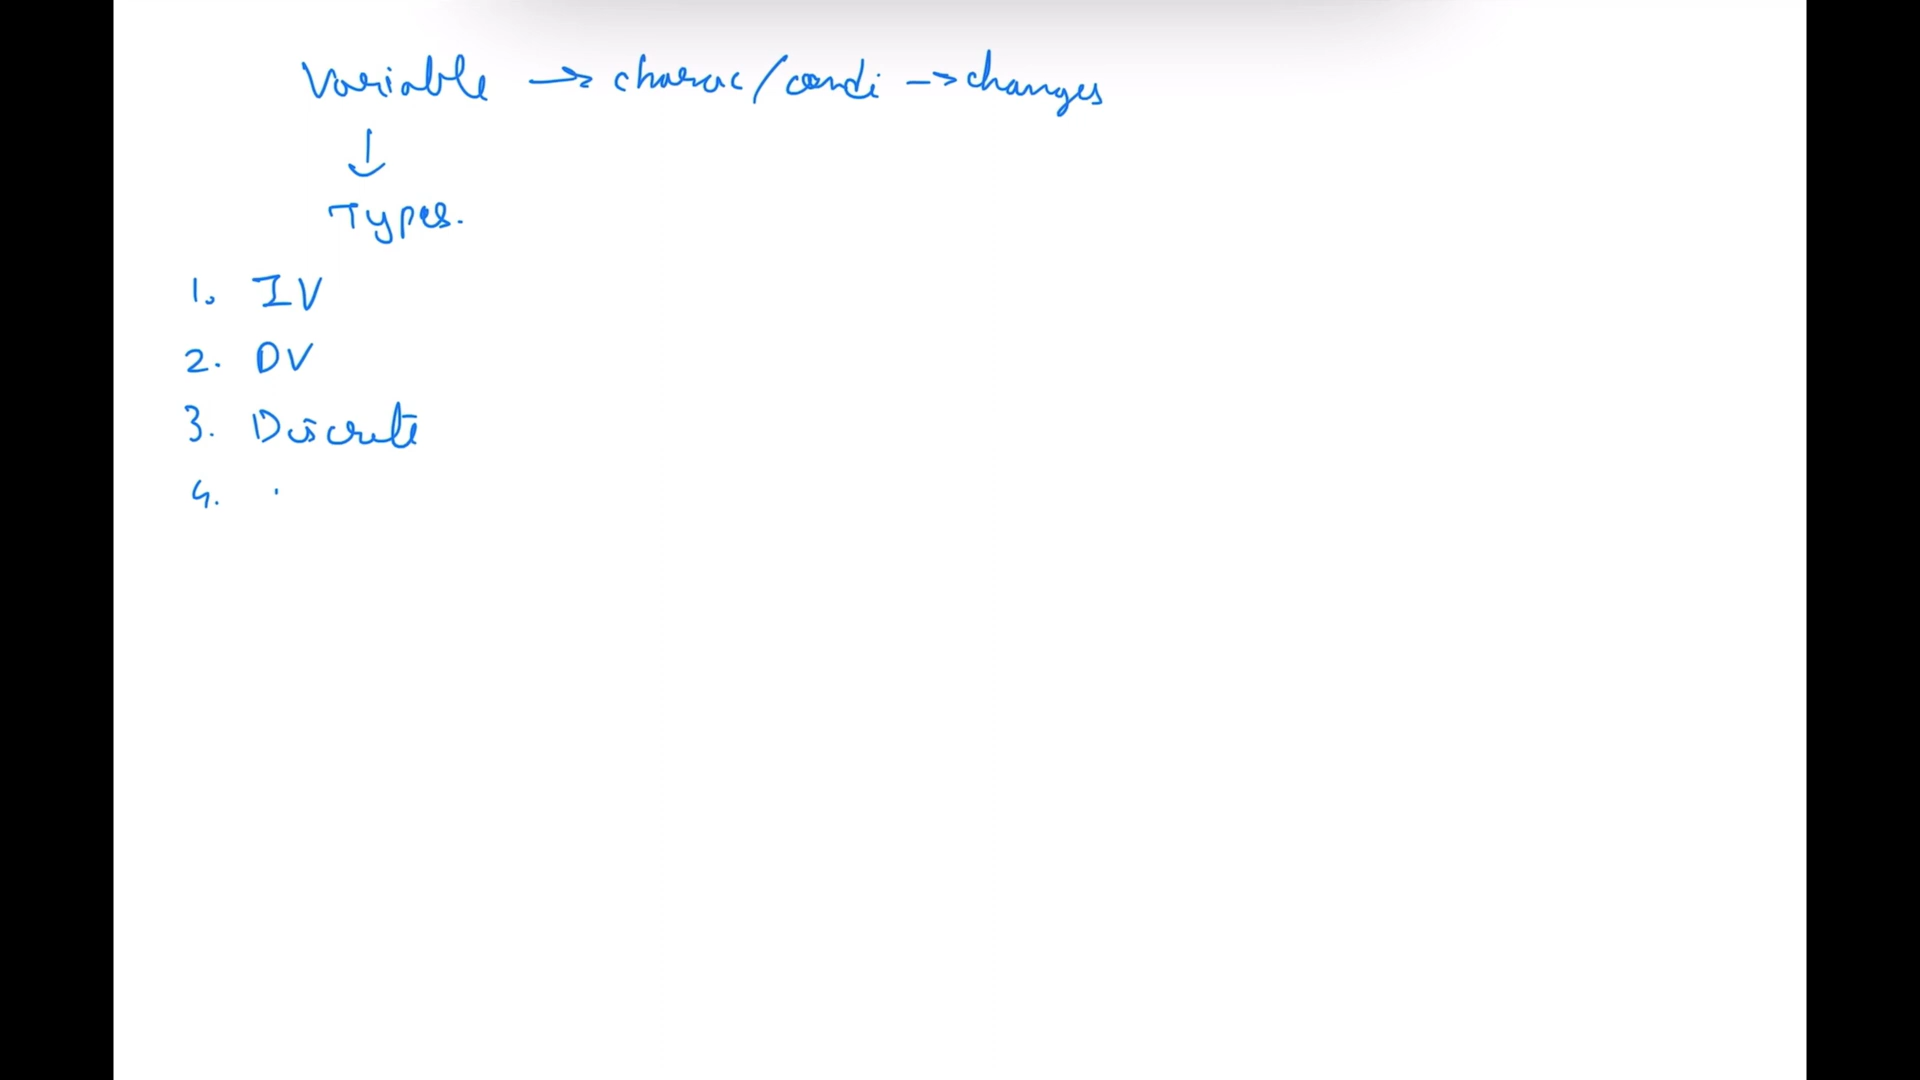 Variable → charac/condi → changes
↓
Types.
1. IV
2. DV
3. Discrete
4.